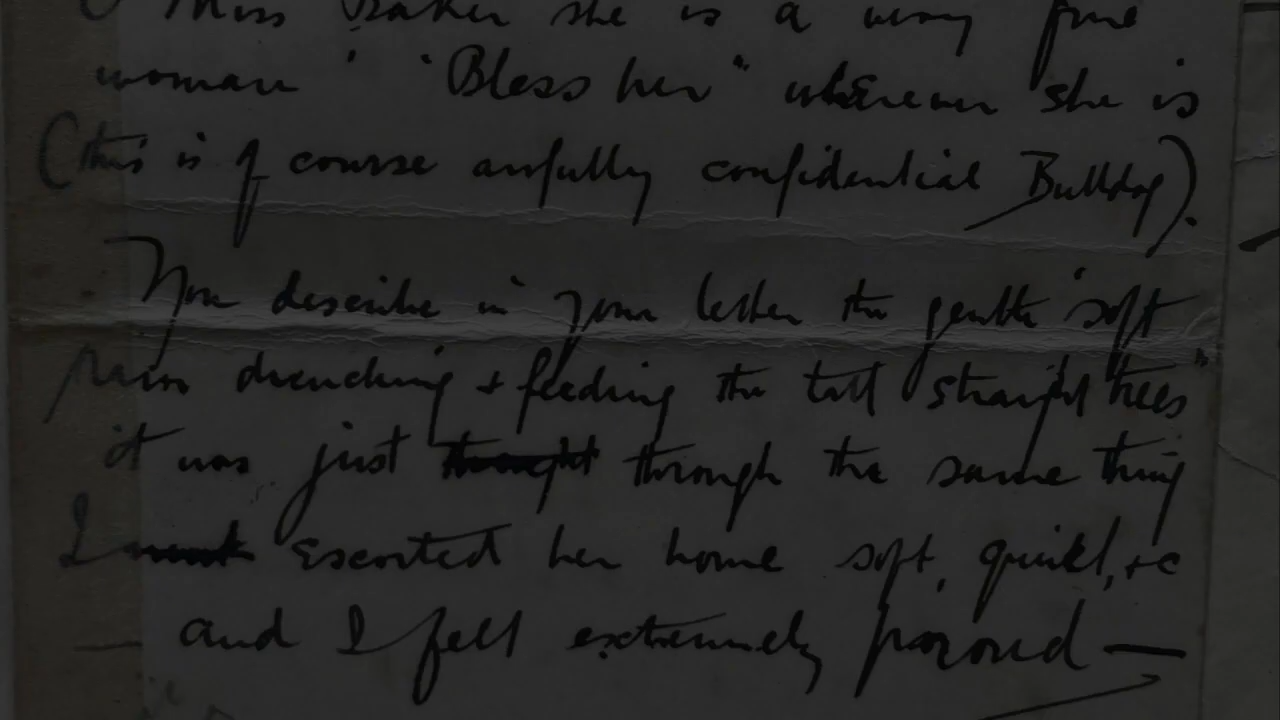 Miss Baker she is a very fine
woman "Bless her" wherever she is
(this is of course awfully confidential Bulldog).
You describe in your letter the gentle "soft
rain drenching + feeding the tall straight trees"
it was just thought through the same thing
I went escorted her home soft, quiet, +c
and I felt extremely proud —